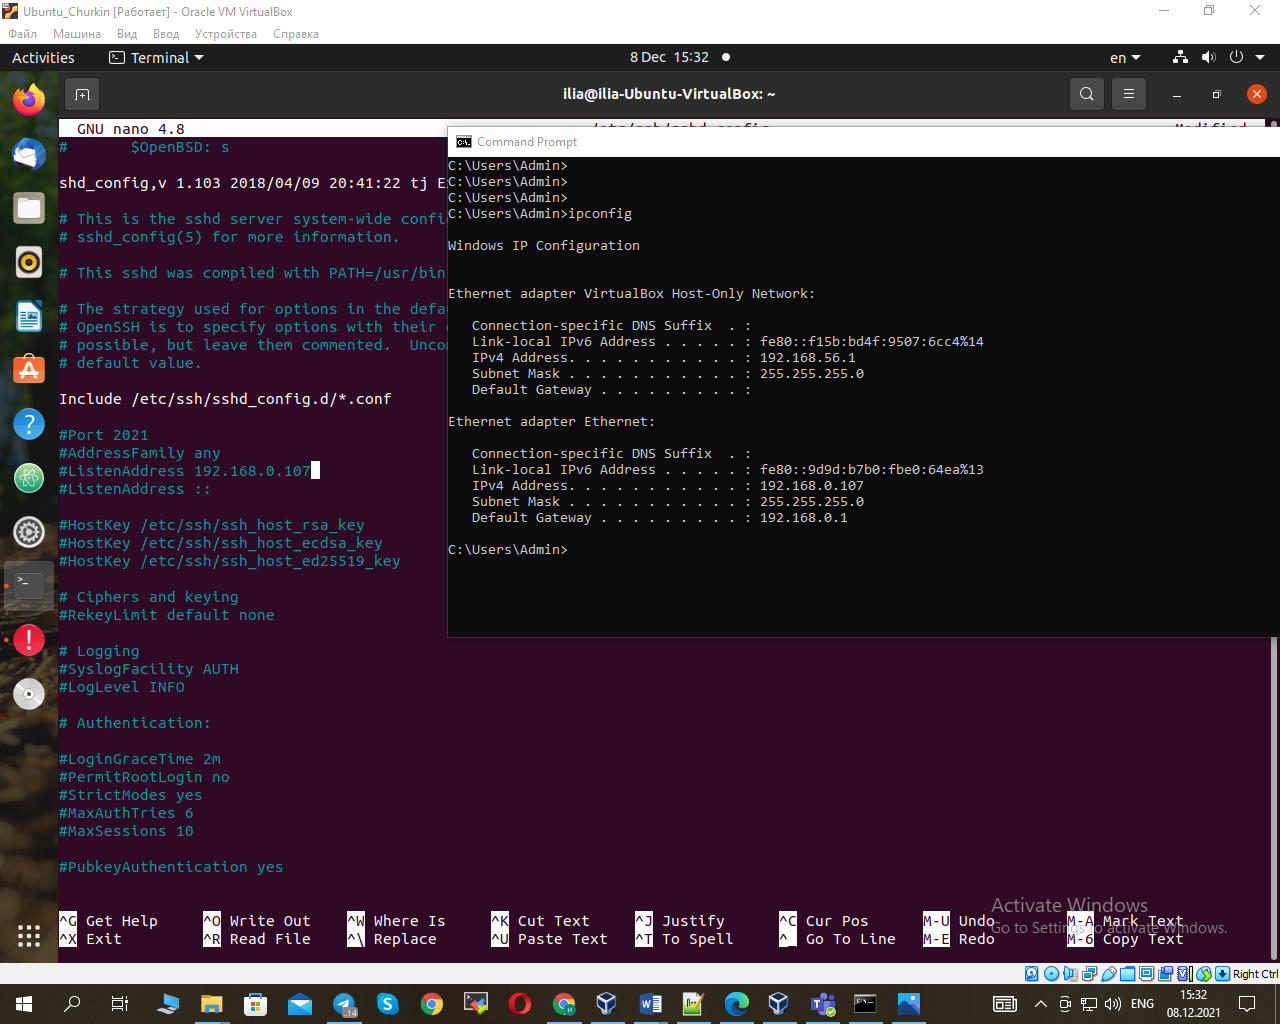 Ubuntu_Churkin [Работает] - Oracle VM VirtualBox
Файл Машина Вид Ввод Устройства Справка
Activities Terminal 8 Dec 15:32 en
ilia@ilia-Ubuntu-VirtualBox: ~
GNU nano 4.8 /etc/ssh/sshd_config Modified
# $OpenBSD: s
shd_config,v 1.103 2018/04/09 20:41:22 tj E
# This is the sshd server system-wide confi
# sshd_config(5) for more information.
# This sshd was compiled with PATH=/usr/bin
# The strategy used for options in the defa
# OpenSSH is to specify options with their
# possible, but leave them commented. Uncom
# default value.
Include /etc/ssh/sshd_config.d/*.conf
#Port 2021
#AddressFamily any
#ListenAddress 192.168.0.107
#ListenAddress ::
#HostKey /etc/ssh/ssh_host_rsa_key
#HostKey /etc/ssh/ssh_host_ecdsa_key
#HostKey /etc/ssh/ssh_host_ed25519_key
# Ciphers and keying
#RekeyLimit default none
# Logging
#SyslogFacility AUTH
#LogLevel INFO
# Authentication:
#LoginGraceTime 2m
#PermitRootLogin no
#StrictModes yes
#MaxAuthTries 6
#MaxSessions 10
#PubkeyAuthentication yes
^G Get Help ^O Write Out ^W Where Is ^K Cut Text ^J Justify ^C Cur Pos M-U Undo M-A Mark Text
^X Exit ^R Read File ^\ Replace ^U Paste Text ^T To Spell ^_ Go To Line M-E Redo M-6 Copy Text
Command Prompt
C:\Users\Admin>
C:\Users\Admin>
C:\Users\Admin>
C:\Users\Admin>ipconfig
Windows IP Configuration
Ethernet adapter VirtualBox Host-Only Network:
Connection-specific DNS Suffix . :
Link-local IPv6 Address . . . . . : fe80::f15b:bd4f:9507:6cc4%14
IPv4 Address. . . . . . . . . . . : 192.168.56.1
Subnet Mask . . . . . . . . . . . : 255.255.255.0
Default Gateway . . . . . . . . . :
Ethernet adapter Ethernet:
Connection-specific DNS Suffix . :
Link-local IPv6 Address . . . . . : fe80::9d9d:b7b0:fbe0:64ea%13
IPv4 Address. . . . . . . . . . . : 192.168.0.107
Subnet Mask . . . . . . . . . . . : 255.255.255.0
Default Gateway . . . . . . . . . : 192.168.0.1
C:\Users\Admin>
Activate Windows
Go to Settings to activate Windows.
Right Ctrl
ENG
15:32
08.12.2021